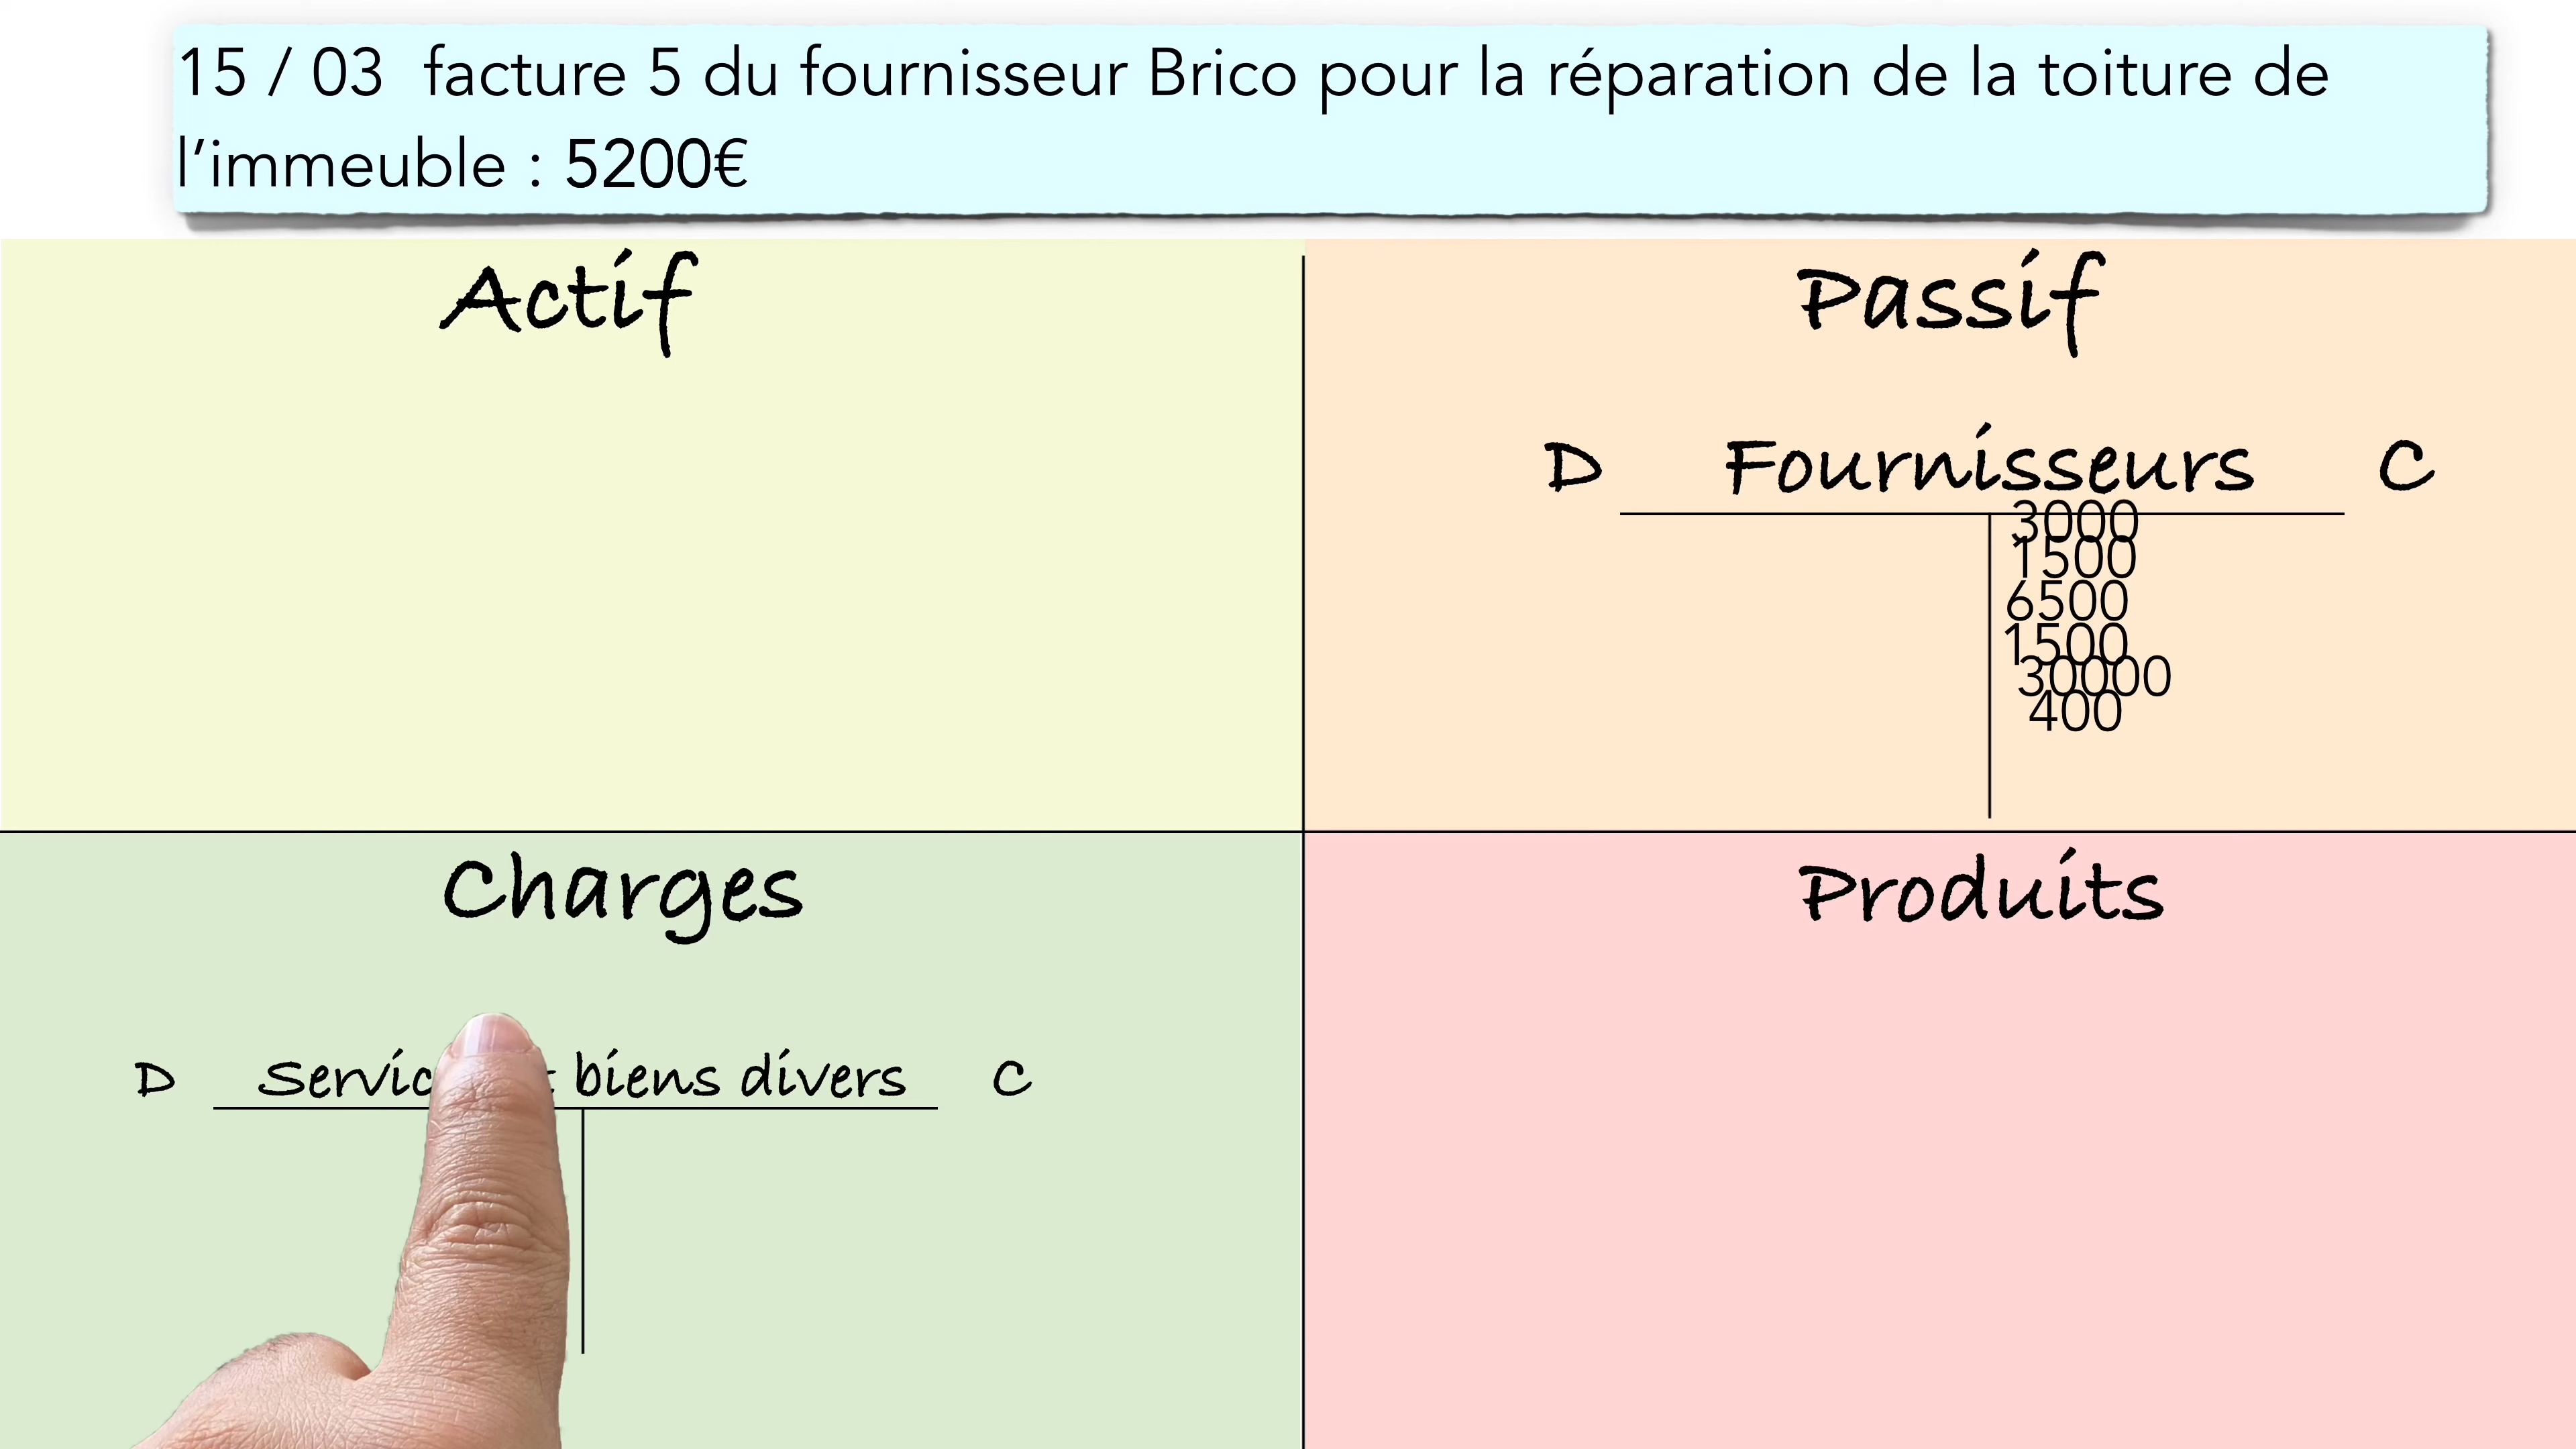 15 / 03 facture 5 du fournisseur Brico pour la réparation de la toiture de
l’immeuble : 5200€
Actif
Passif
D Fournisseurs C
3000
1500
6500
1500
30000
400
Charges
Produits
D biens divers C